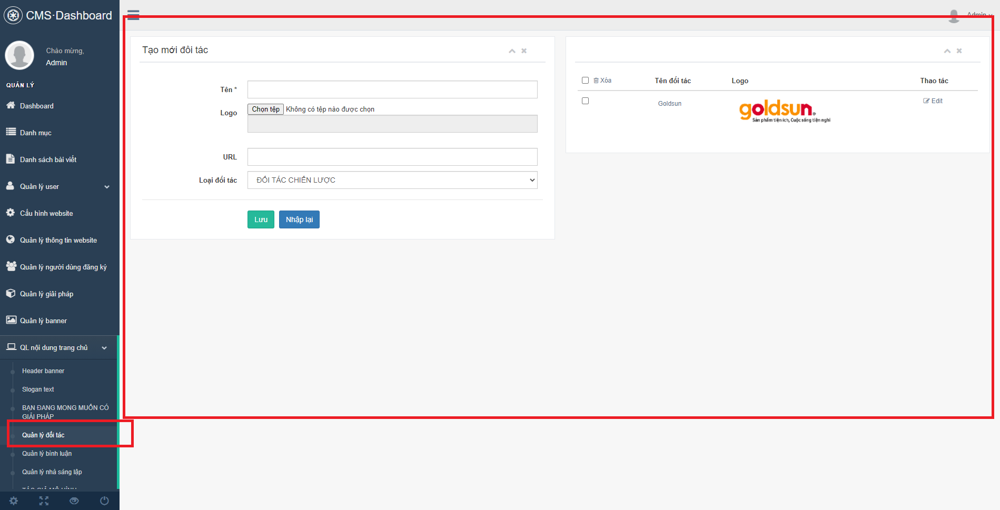 CMS·Dashboard
Chào mừng,
Admin
QUẢN LÝ
Dashboard
Danh mục
Danh sách bài viết
Quản lý user
Cấu hình website
Quản lý thông tin website
Quản lý người dùng đăng ký
Quản lý giải pháp
Quản lý banner
QL nội dung trang chủ
Header banner
Slogan text
BẠN ĐANG MONG MUỐN CÓ
GIẢI PHÁP
Quản lý đối tác
Quản lý bình luận
Quản lý nhà sáng lập
Admin
Tạo mới đối tác
Tên *
Logo
Chọn tệp Không có tệp nào được chọn
URL
Loại đối tác
ĐỐI TÁC CHIẾN LƯỢC
Lưu
Nhập lại
Xóa
Tên đối tác
Logo
Thao tác
Goldsun
goldsun®
Sản phẩm tiện ích, Cuộc sống tiện nghi
Edit